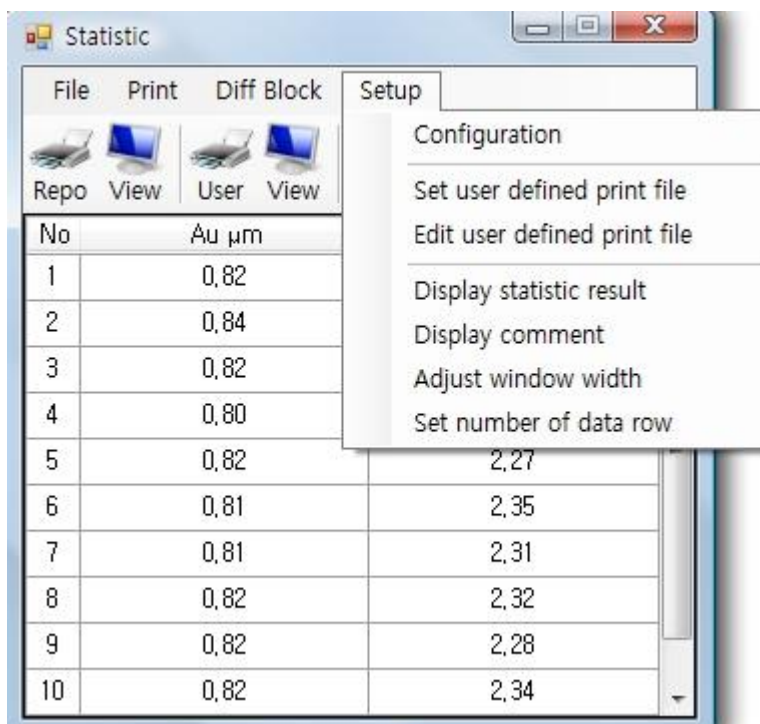 Statistic
File Print Diff Block Setup
Configuration
Set user defined print file
Edit user defined print file
Display statistic result
Display comment
Adjust window width
Set number of data row
Repo View User View
No Au µm
1 0,82
2 0,84
3 0,82
4 0,80
5 0,82 2,27
6 0,81 2,35
7 0,81 2,31
8 0,82 2,32
9 0,82 2,28
10 0,82 2,34